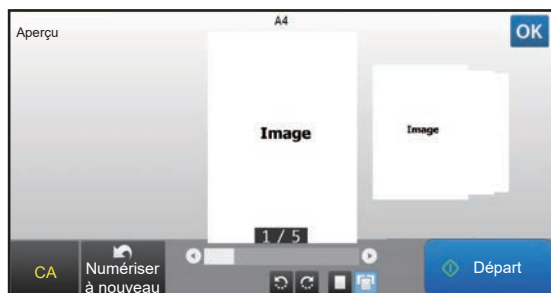 A4
Aperçu
OK
Image
Image
1 / 5
CA
Numériser
à nouveau
Départ